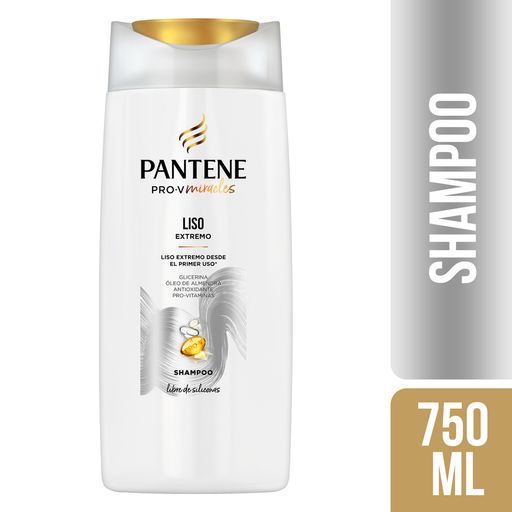 PANTENE
PRO-V miracles
LISO
EXTREMO
LISO EXTREMO DESDE
EL PRIMER USO*
GLICERINA
ÓLEO DE ALMENDRA
ANTIOXIDANTE
PRO-VITAMINAS
SHAMPOO
libre de siliconas
SHAMPOO
750
ML